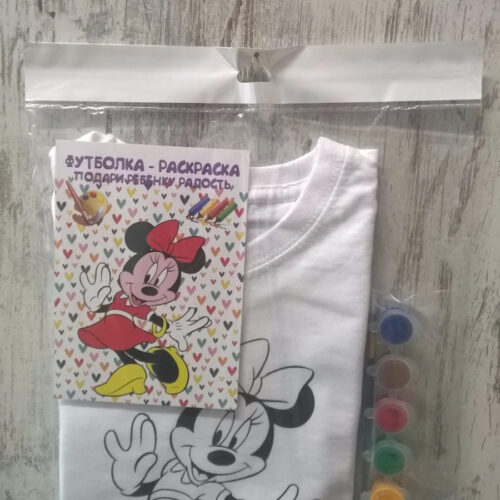 ФУТБОЛКА - РАСКРАСКА
ПОДАРИ РЕБЕНКУ РАДОСТЬ